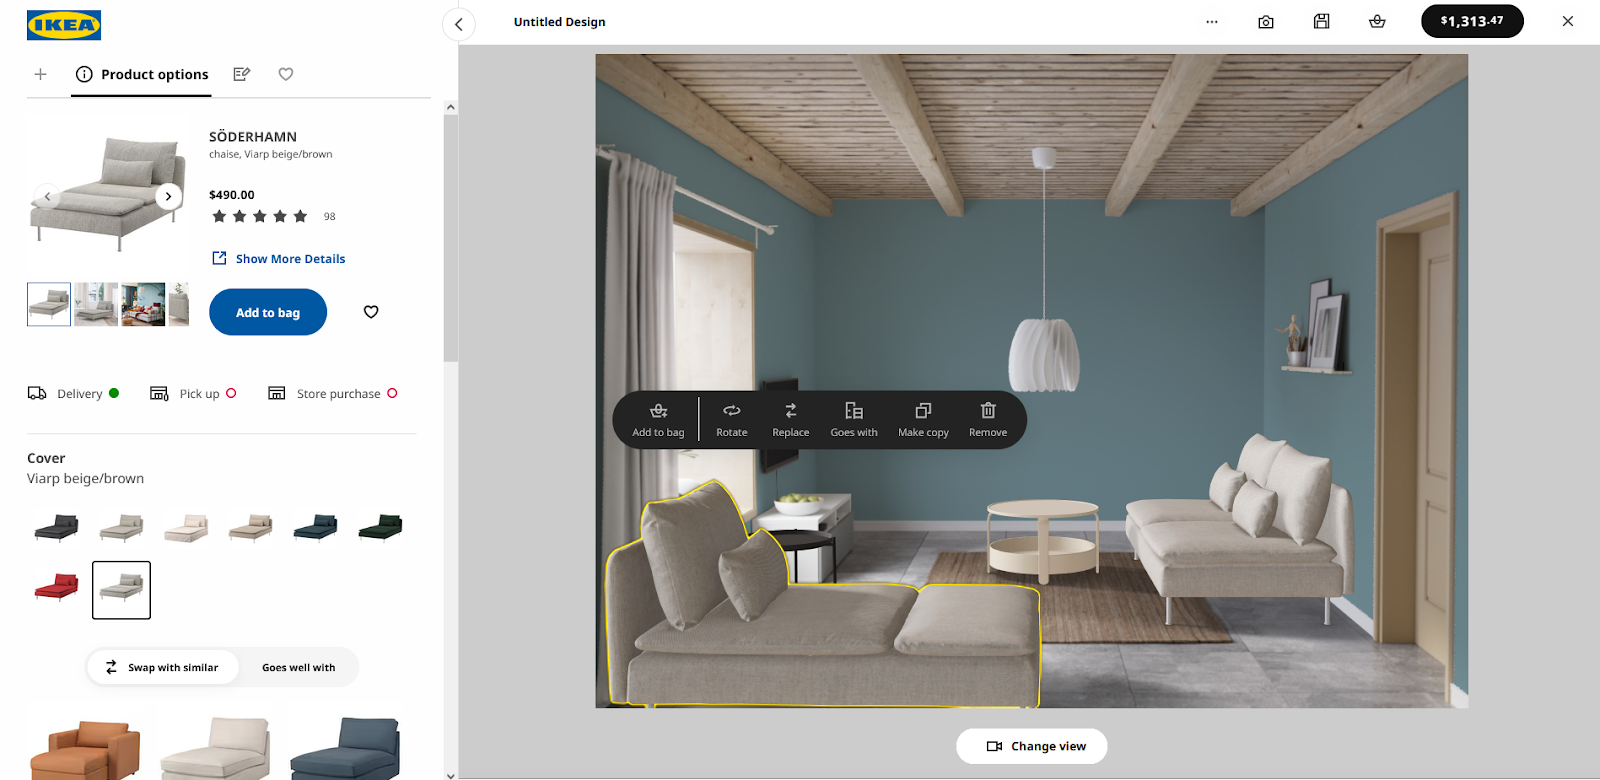 IKEA
Untitled Design
$1,313.47
Product options
SÖDERHAMN
chaise, Viarp beige/brown
$490.00
98
Show More Details
Add to bag
Delivery
Pick up
Store purchase
Cover
Viarp beige/brown
Swap with similar
Goes well with
Add to bag
Rotate
Replace
Goes with
Make copy
Remove
Change view